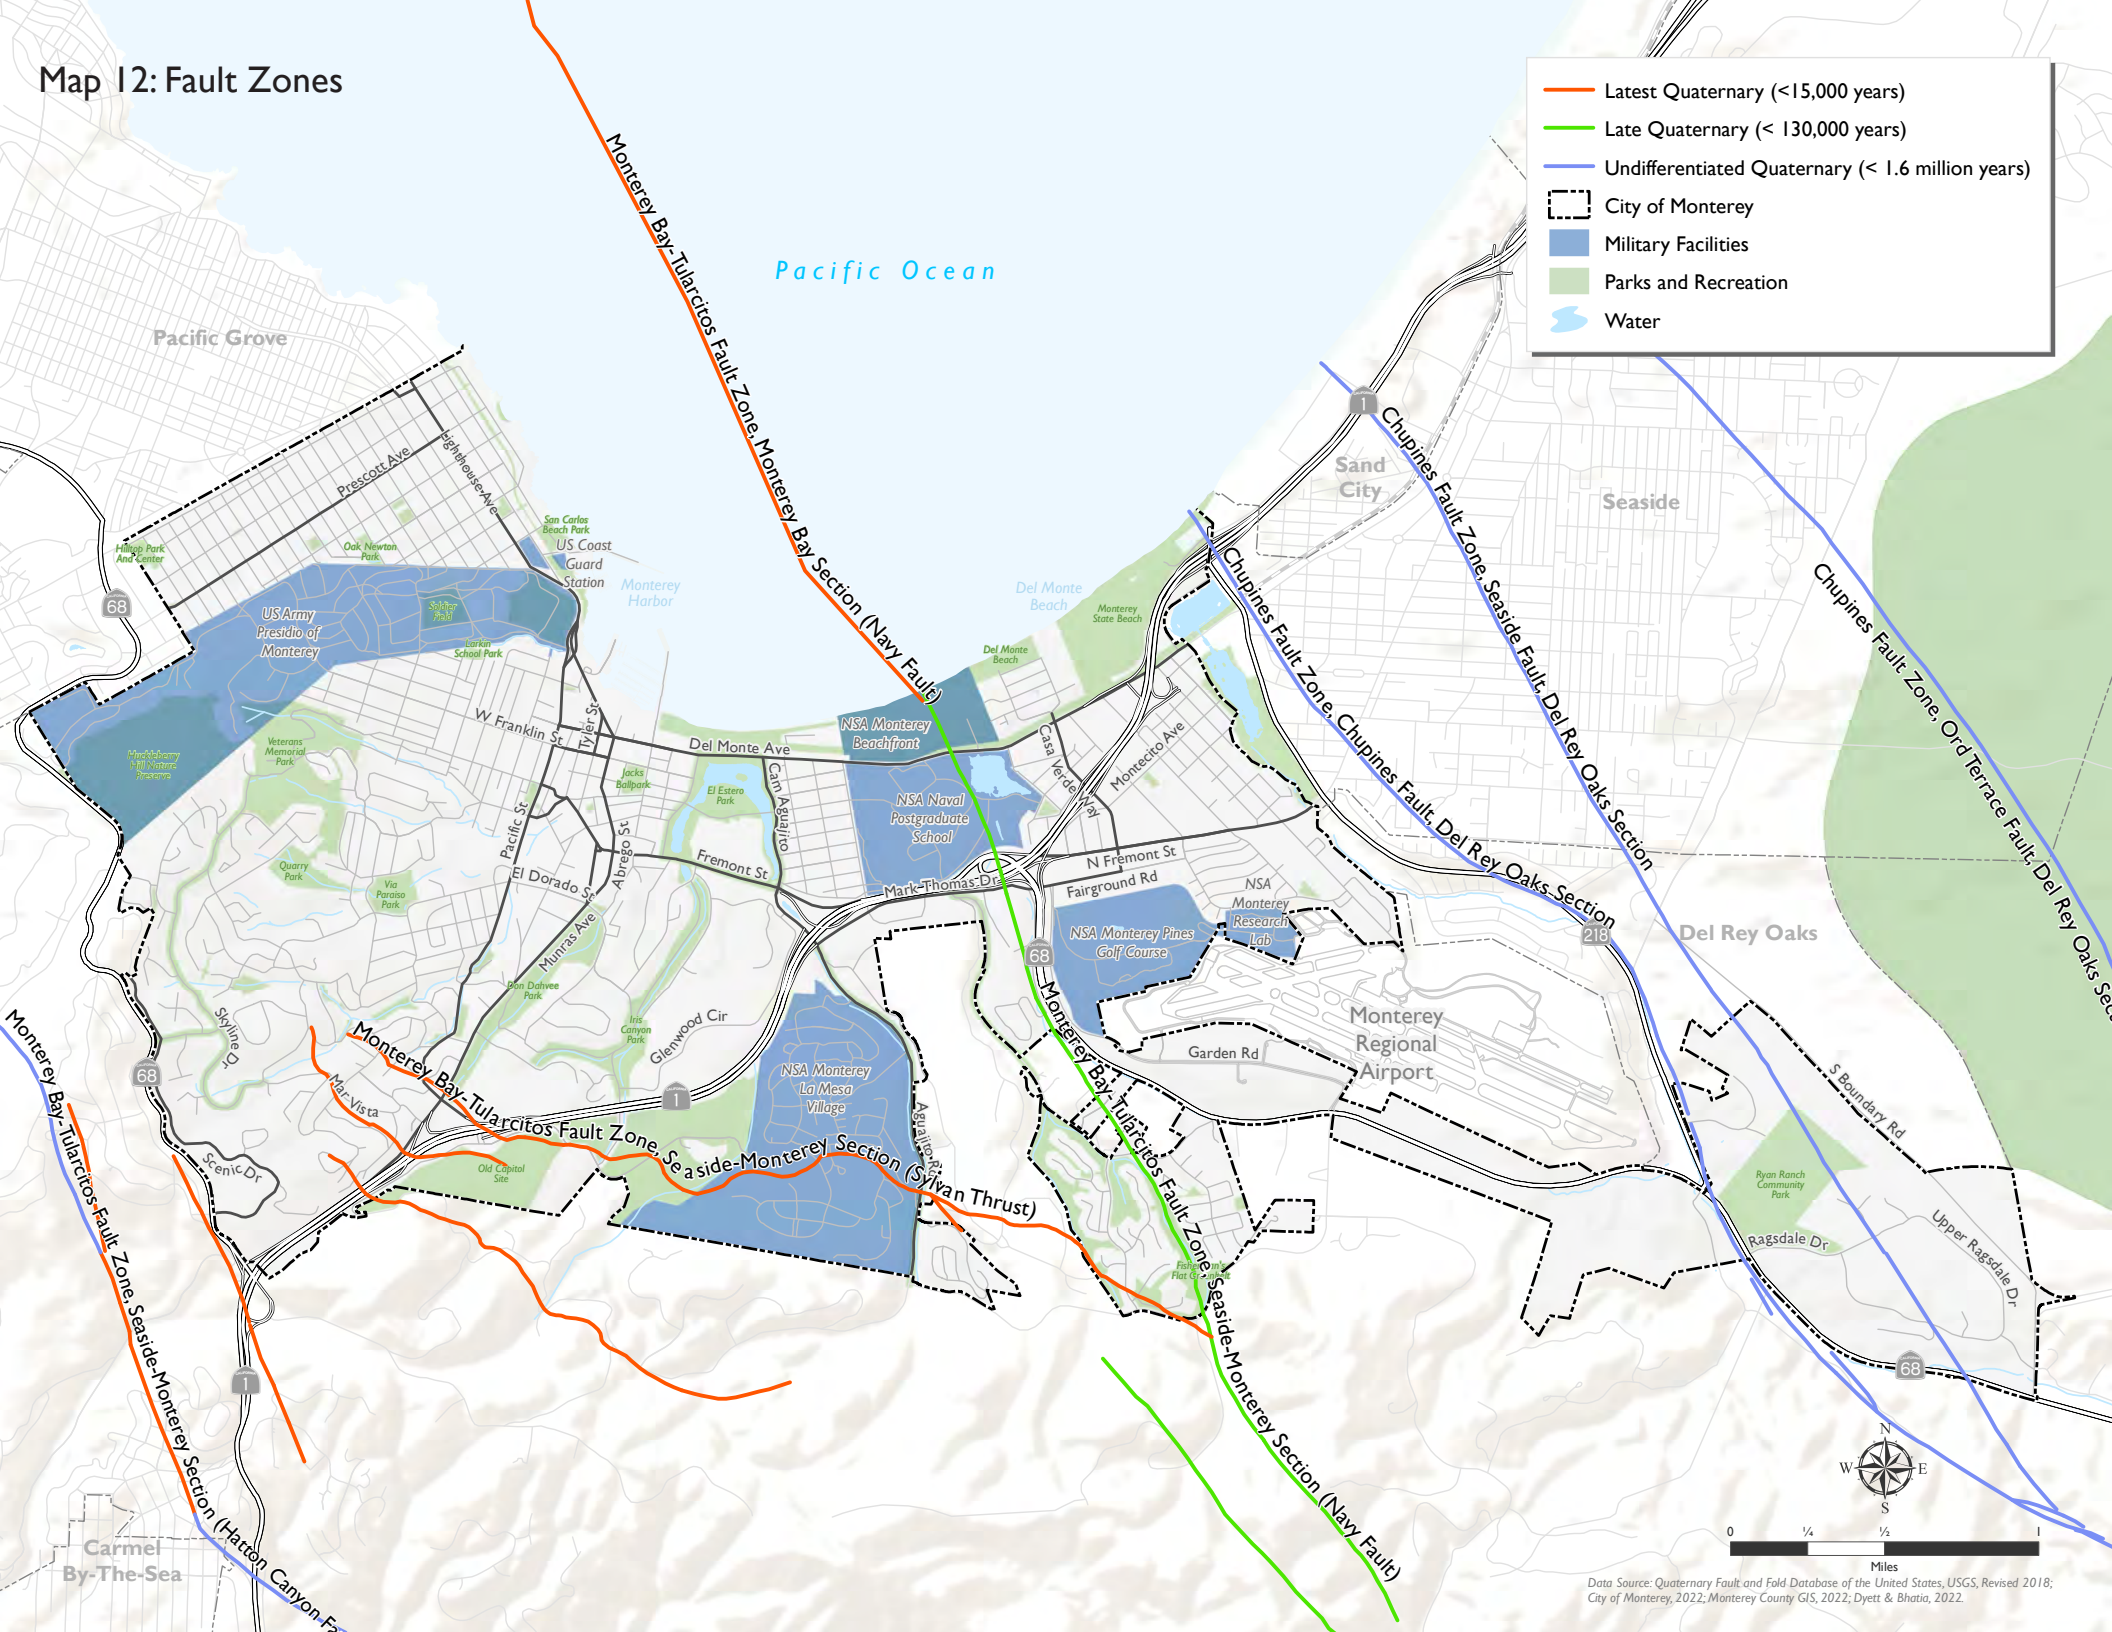 Map 12: Fault Zones
Latest Quaternary (<15,000 years)
Late Quaternary (< 130,000 years)
Undifferentiated Quaternary (< 1.6 million years)
City of Monterey
Military Facilities
Parks and Recreation
Water
Pacific Ocean
Monterey Bay-Tularcitos Fault Zone, Monterey Bay Section (Navy Fault)
Pacific Grove
Prescott Ave
Lighthouse Ave
Hilltop Park
And Center
Oak Newton
Park
San Carlos
Beach Park
US Coast
Guard
Station
Monterey
Harbor
Del Monte
Beach
Monterey
State Beach
Del Monte
Beach
Sand
City
Seaside
1
Chupines Fault Zone, Seaside Fault, Del Rey Oaks Section
Chupines Fault Zone, Chupines Fault, Del Rey Oaks Section
Chupines Fault Zone, Ord Terrace Fault, Del Rey Oaks Sec
68
US Army
Presidio of
Monterey
Soldier
Field
Larkin
School Park
Huckleberry
Hill Nature
Preserve
Veterans
Memorial
Park
W Franklin St
Tyler St
Del Monte Ave
NSA Monterey
Beachfront
Jacks
Ballpark
El Estero
Park
Cam Aguajito
NSA Naval
Postgraduate
School
Casa Verde Way
Montecito Ave
Quarry
Park
Via
Paraiso
Park
Pacific St
El Dorado St
Abrego St
Fremont St
Mark Thomas Dr
N Fremont St
Fairground Rd
Munras Ave
Don Dahvee
Park
Iris
Canyon
Park
Glenwood Cir
NSA
Monterey
Research
Lab
NSA Monterey Pines
Golf Course
68
218
Del Rey Oaks
Monterey
Regional
Airport
Garden Rd
Skyline Dr
Mar Vista
Scenic Dr
68
1
NSA Monterey
La Mesa
Village
Aguajito Rd
Old Capitol
Site
Monterey Bay-Tularcitos Fault Zone, Seaside-Monterey Section (Sylvan Thrust)
Monterey Bay-Tularcitos Fault Zone, Seaside-Monterey Section (Navy Fault)
Monterey Bay-Tularcitos Fault Zone, Seaside-Monterey Section (Hatton Canyon Fa
Fisherman's
Flat Greenbelt
S Boundary Rd
Ryan Ranch
Community
Park
Ragsdale Dr
Upper Ragsdale Dr
68
1
Carmel
By-The-Sea
N
W E
S
0 ¼ ½ 1
Miles
Data Source: Quaternary Fault and Fold Database of the United States, USGS, Revised 2018;
City of Monterey, 2022; Monterey County GIS, 2022; Dyett & Bhatia, 2022.